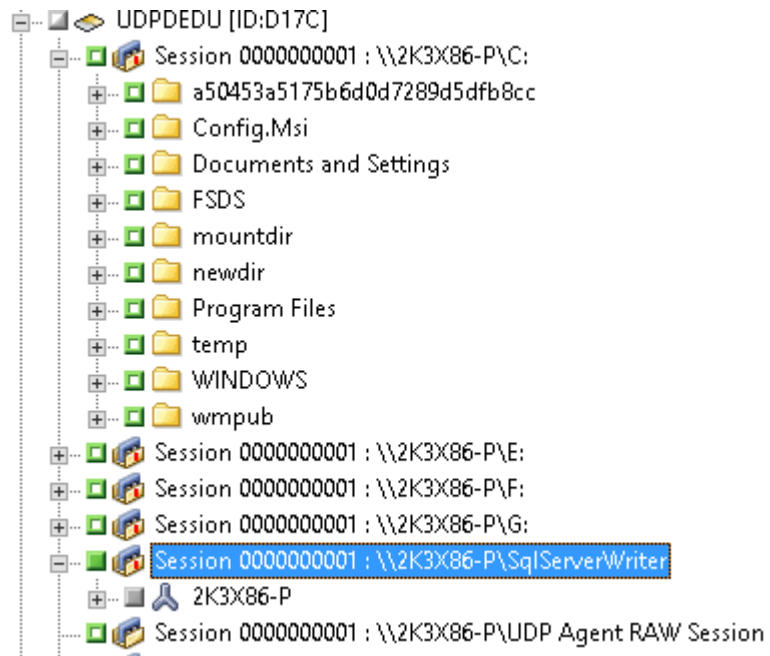 UDPDEDU [ID:D17C]
Session 0000000001 : \\2K3X86-P\C:
a50453a5175b6d0d7289d5dfb8cc
Config.Msi
Documents and Settings
FSDS
mountdir
newdir
Program Files
temp
WINDOWS
wmpub
Session 0000000001 : \\2K3X86-P\E:
Session 0000000001 : \\2K3X86-P\F:
Session 0000000001 : \\2K3X86-P\G:
Session 0000000001 : \\2K3X86-P\SqlServerWriter
2K3X86-P
Session 0000000001 : \\2K3X86-P\UDP Agent RAW Session